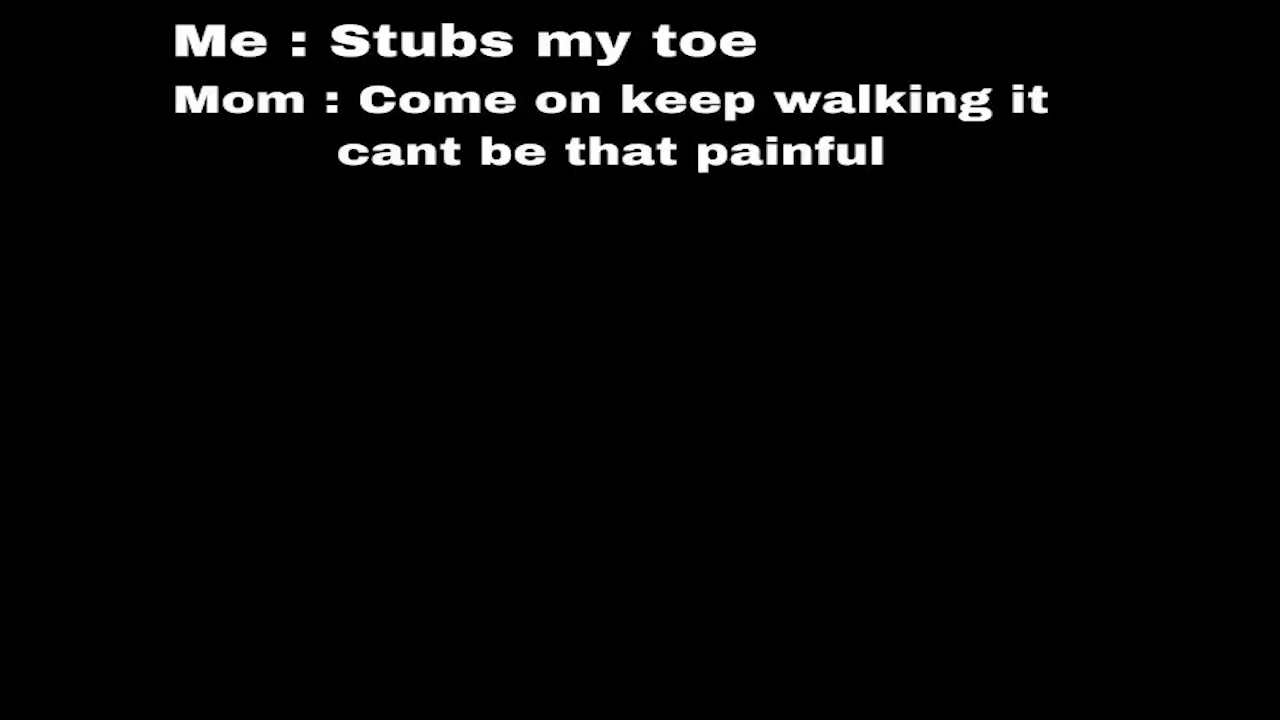 Me : Stubs my toe
Mom : Come on keep walking it
cant be that painful